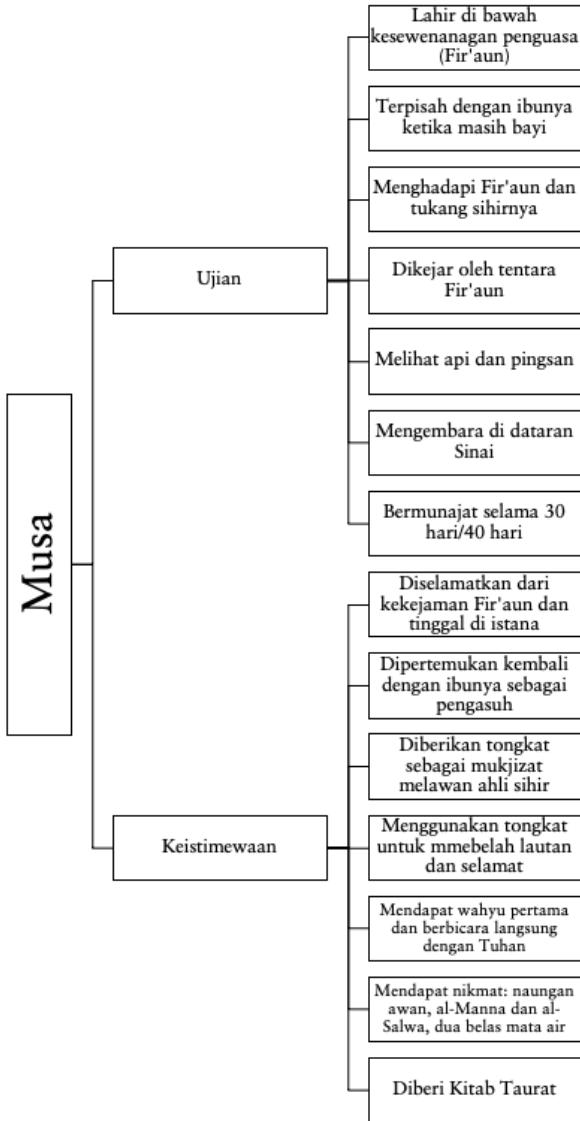 Musa
Ujian
Lahir di bawah
kesewenanagan penguasa
(Fir'aun)
Terpisah dengan ibunya
ketika masih bayi
Menghadapi Fir'aun dan
tukang sihirnya
Dikejar oleh tentara
Fir'aun
Melihat api dan pingsan
Mengembara di dataran
Sinai
Bermunajat selama 30
hari/40 hari
Keistimewaan
Diselamatkan dari
kekejaman Fir'aun dan
tinggal di istana
Dipertemukan kembali
dengan ibunya sebagai
pengasuh
Diberikan tongkat
sebagai mukjizat
melawan ahli sihir
Menggunakan tongkat
untuk mmebelah lautan
dan selamat
Mendapat wahyu pertama
dan berbicara langsung
dengan Tuhan
Mendapat nikmat: naungan
awan, al-Manna dan al-
Salwa, dua belas mata air
Diberi Kitab Taurat